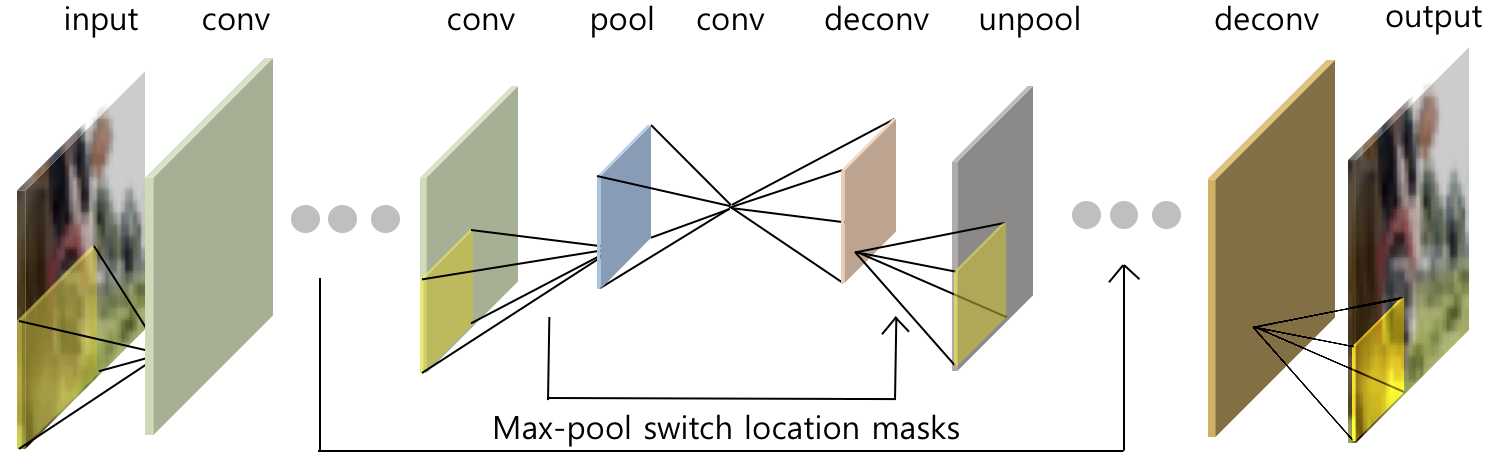 input conv conv pool conv deconv unpool deconv output
Max-pool switch location masks